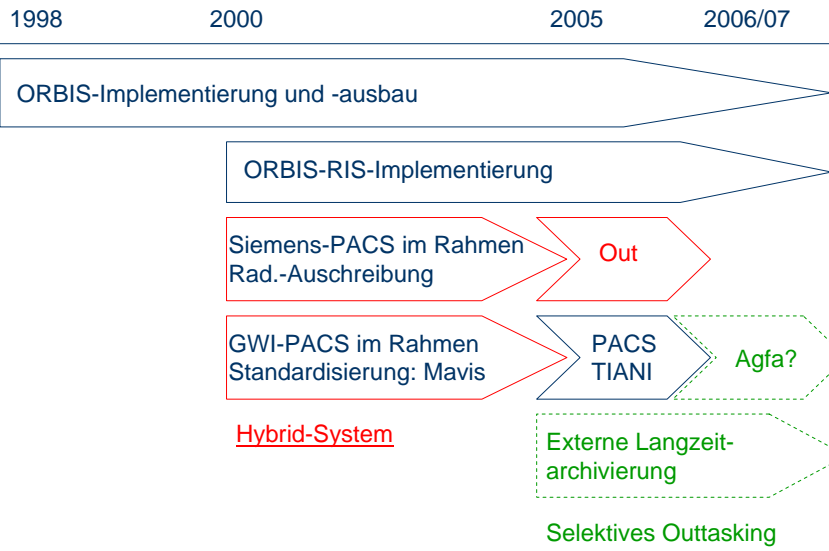 1998 2000 2005 2006/07
ORBIS-Implementierung und -ausbau
ORBIS-RIS-Implementierung
Siemens-PACS im Rahmen
Rad.-Auschreibung
Out
GWI-PACS im Rahmen
Standardisierung: Mavis
PACS
TIANI
Agfa?
Hybrid-System
Externe Langzeit-
archivierung
Selektives Outtasking